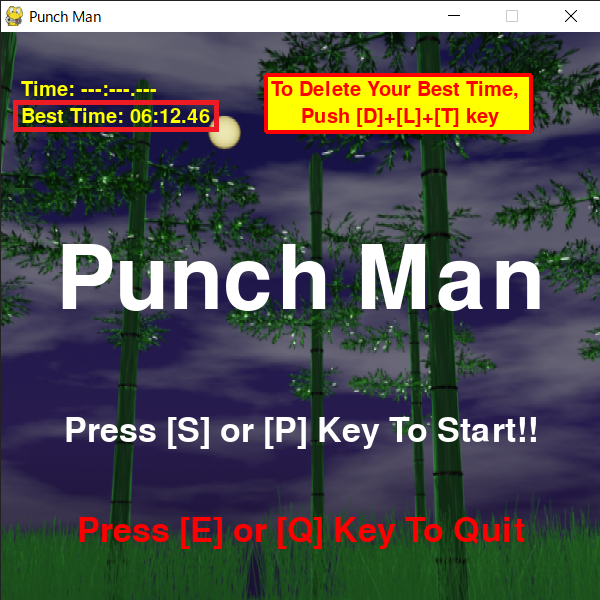 Punch Man
Time: ---:---.---
Best Time: 06:12.46
To Delete Your Best Time,
Push [D]+[L]+[T] key
Punch Man
Press [S] or [P] Key To Start!!
Press [E] or [Q] Key To Quit